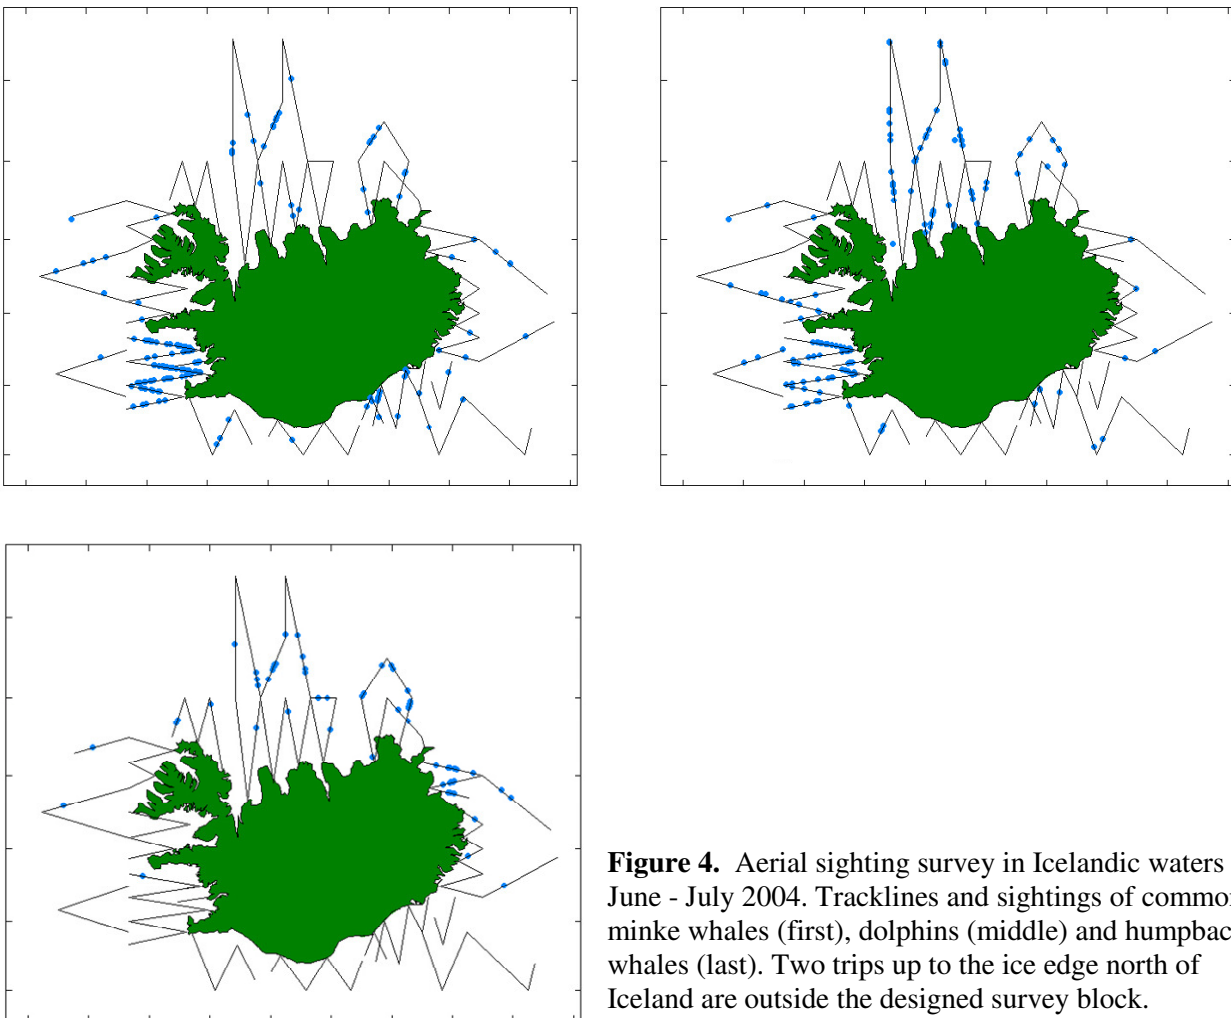 Figure 4. Aerial sighting survey in Icelandic waters
June - July 2004. Tracklines and sightings of commo
minke whales (first), dolphins (middle) and humpbac
whales (last). Two trips up to the ice edge north of
Iceland are outside the designed survey block.